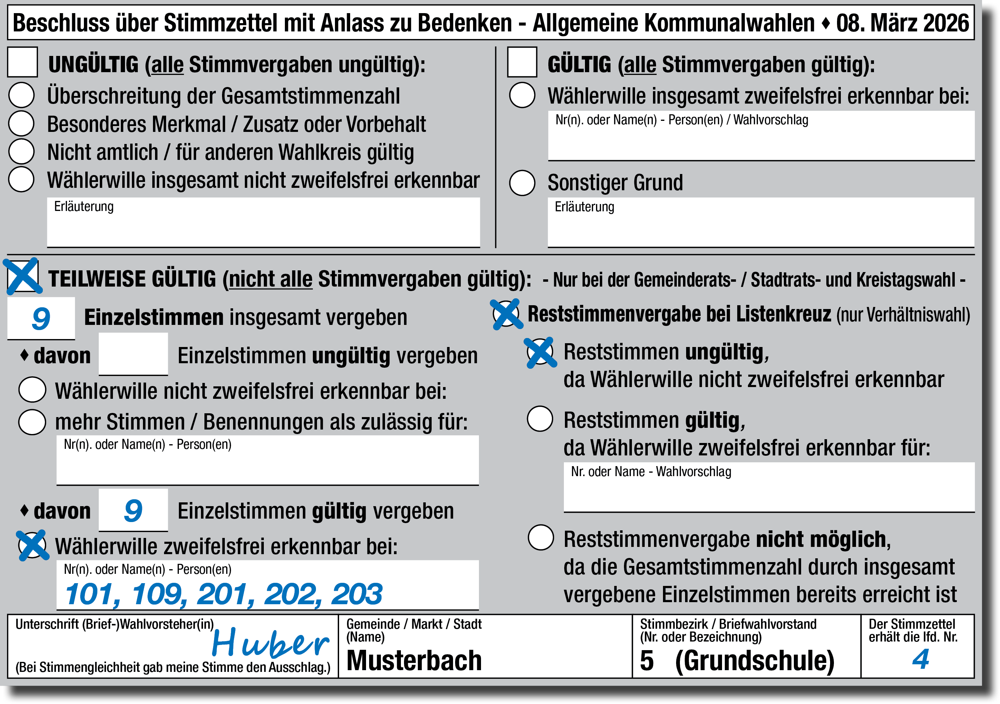 Beschluss über Stimmzettel mit Anlass zu Bedenken - Allgemeine Kommunalwahlen ♦ 08. März 2026
UNGÜLTIG (alle Stimmvergaben ungültig):
Überschreitung der Gesamtstimmenzahl
Besonderes Merkmal / Zusatz oder Vorbehalt
Nicht amtlich / für anderen Wahlkreis gültig
Wählerwille insgesamt nicht zweifelsfrei erkennbar
Erläuterung
GÜLTIG (alle Stimmvergaben gültig):
Wählerwille insgesamt zweifelsfrei erkennbar bei:
Nr(n). oder Name(n) - Person(en) / Wahlvorschlag
Sonstiger Grund
Erläuterung
TEILWEISE GÜLTIG (nicht alle Stimmvergaben gültig): - Nur bei der Gemeinderats- / Stadtrats- und Kreistagswahl -
9 Einzelstimmen insgesamt vergeben
♦ davon Einzelstimmen ungültig vergeben
Wählerwille nicht zweifelsfrei erkennbar bei:
mehr Stimmen / Benennungen als zulässig für:
Nr(n). oder Name(n) - Person(en)
♦ davon 9 Einzelstimmen gültig vergeben
Wählerwille zweifelsfrei erkennbar bei:
Nr(n). oder Name(n) - Person(en)
101, 109, 201, 202, 203
Reststimmenvergabe bei Listenkreuz (nur Verhältniswahl)
Reststimmen ungültig,
da Wählerwille nicht zweifelsfrei erkennbar
Reststimmen gültig,
da Wählerwille zweifelsfrei erkennbar für:
Nr. oder Name - Wahlvorschlag
Reststimmenvergabe nicht möglich,
da die Gesamtstimmenzahl durch insgesamt
vergebene Einzelstimmen bereits erreicht ist
Unterschrift (Brief-)Wahlvorsteher(in)
Huber
(Bei Stimmengleichheit gab meine Stimme den Ausschlag.)
Gemeinde / Markt / Stadt
(Name)
Musterbach
Stimmbezirk / Briefwahlvorstand
(Nr. oder Bezeichnung)
5 (Grundschule)
Der Stimmzettel
erhält die lfd. Nr.
4